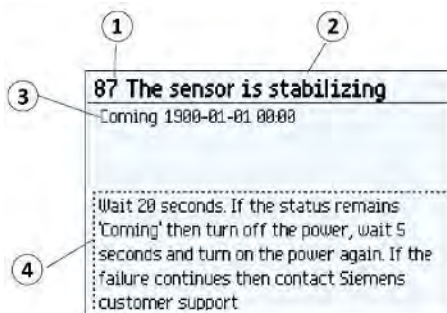 1
2
87 The sensor is stabilizing
3
Coming 1900-01-01 00:00
Wait 20 seconds. If the status remains
'Coming' then turn off the power, wait 5
seconds and turn on the power again. If the
4
failure continues then contact Siemens
customer support